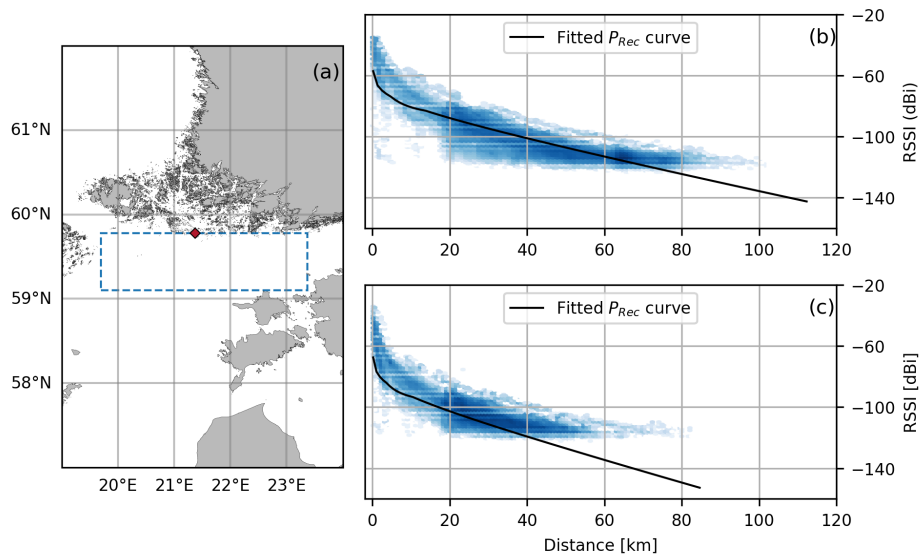 (a)
61°N
60°N
59°N
58°N
20°E 21°E 22°E 23°E
Fitted P_Rec curve
(b)
−20
−60
−100
−140
RSSI (dBi)
0 20 40 60 80 100 120
Fitted P_Rec curve
(c)
−20
−60
−100
−140
RSSI [dBi]
0 20 40 60 80 100 120
Distance [km]